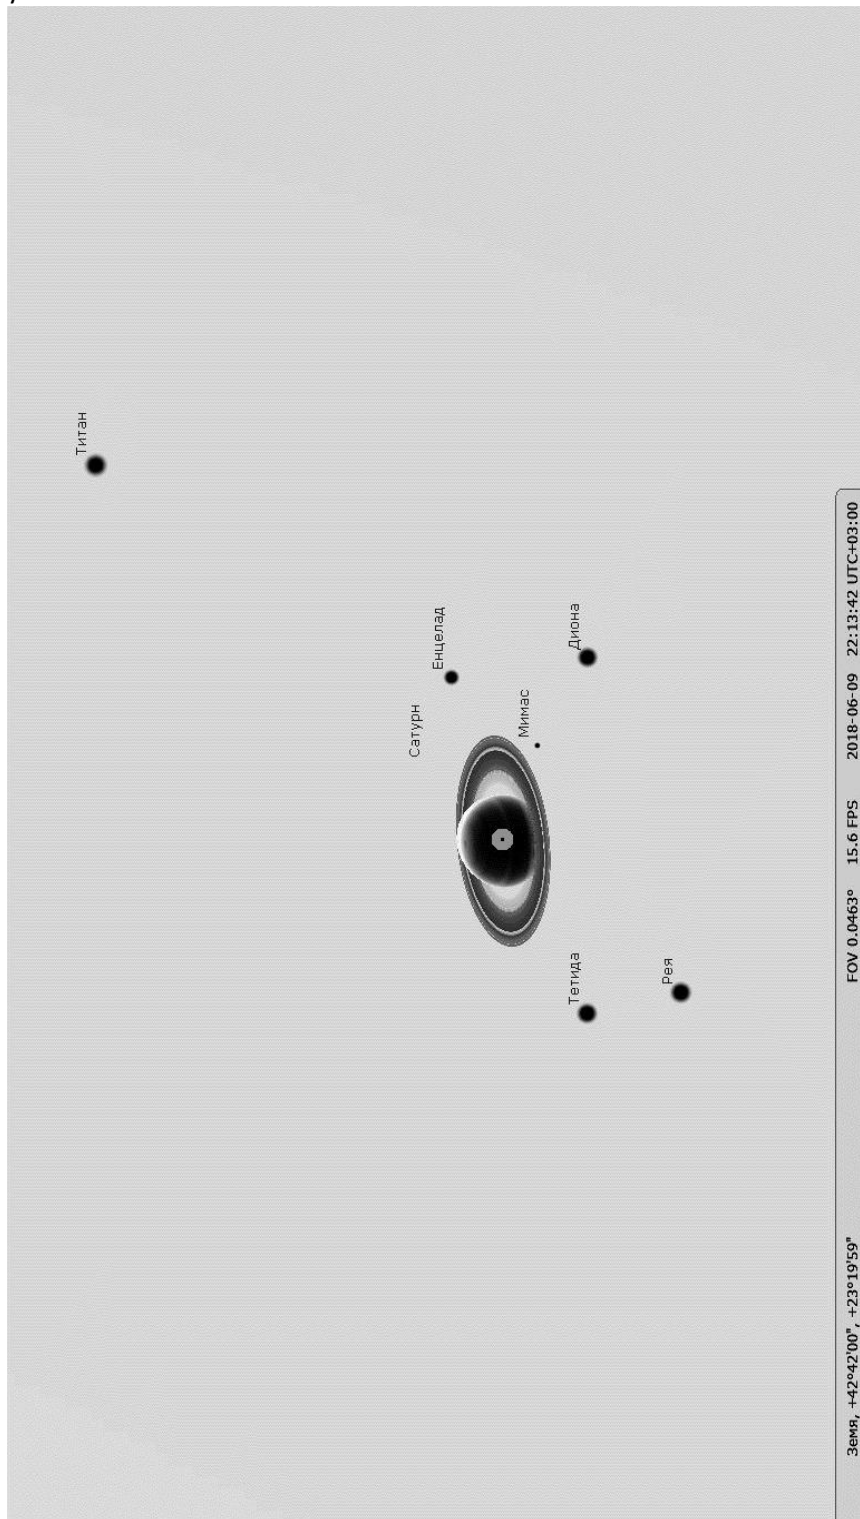 Титан
Енцелад
Диона
Сатурн
Мимас
Тетида
Рея
Земя, +42°42'00", +23°19'59" FOV 0.0463° 15.6 FPS 2018-06-09 22:13:42 UTC+03:00